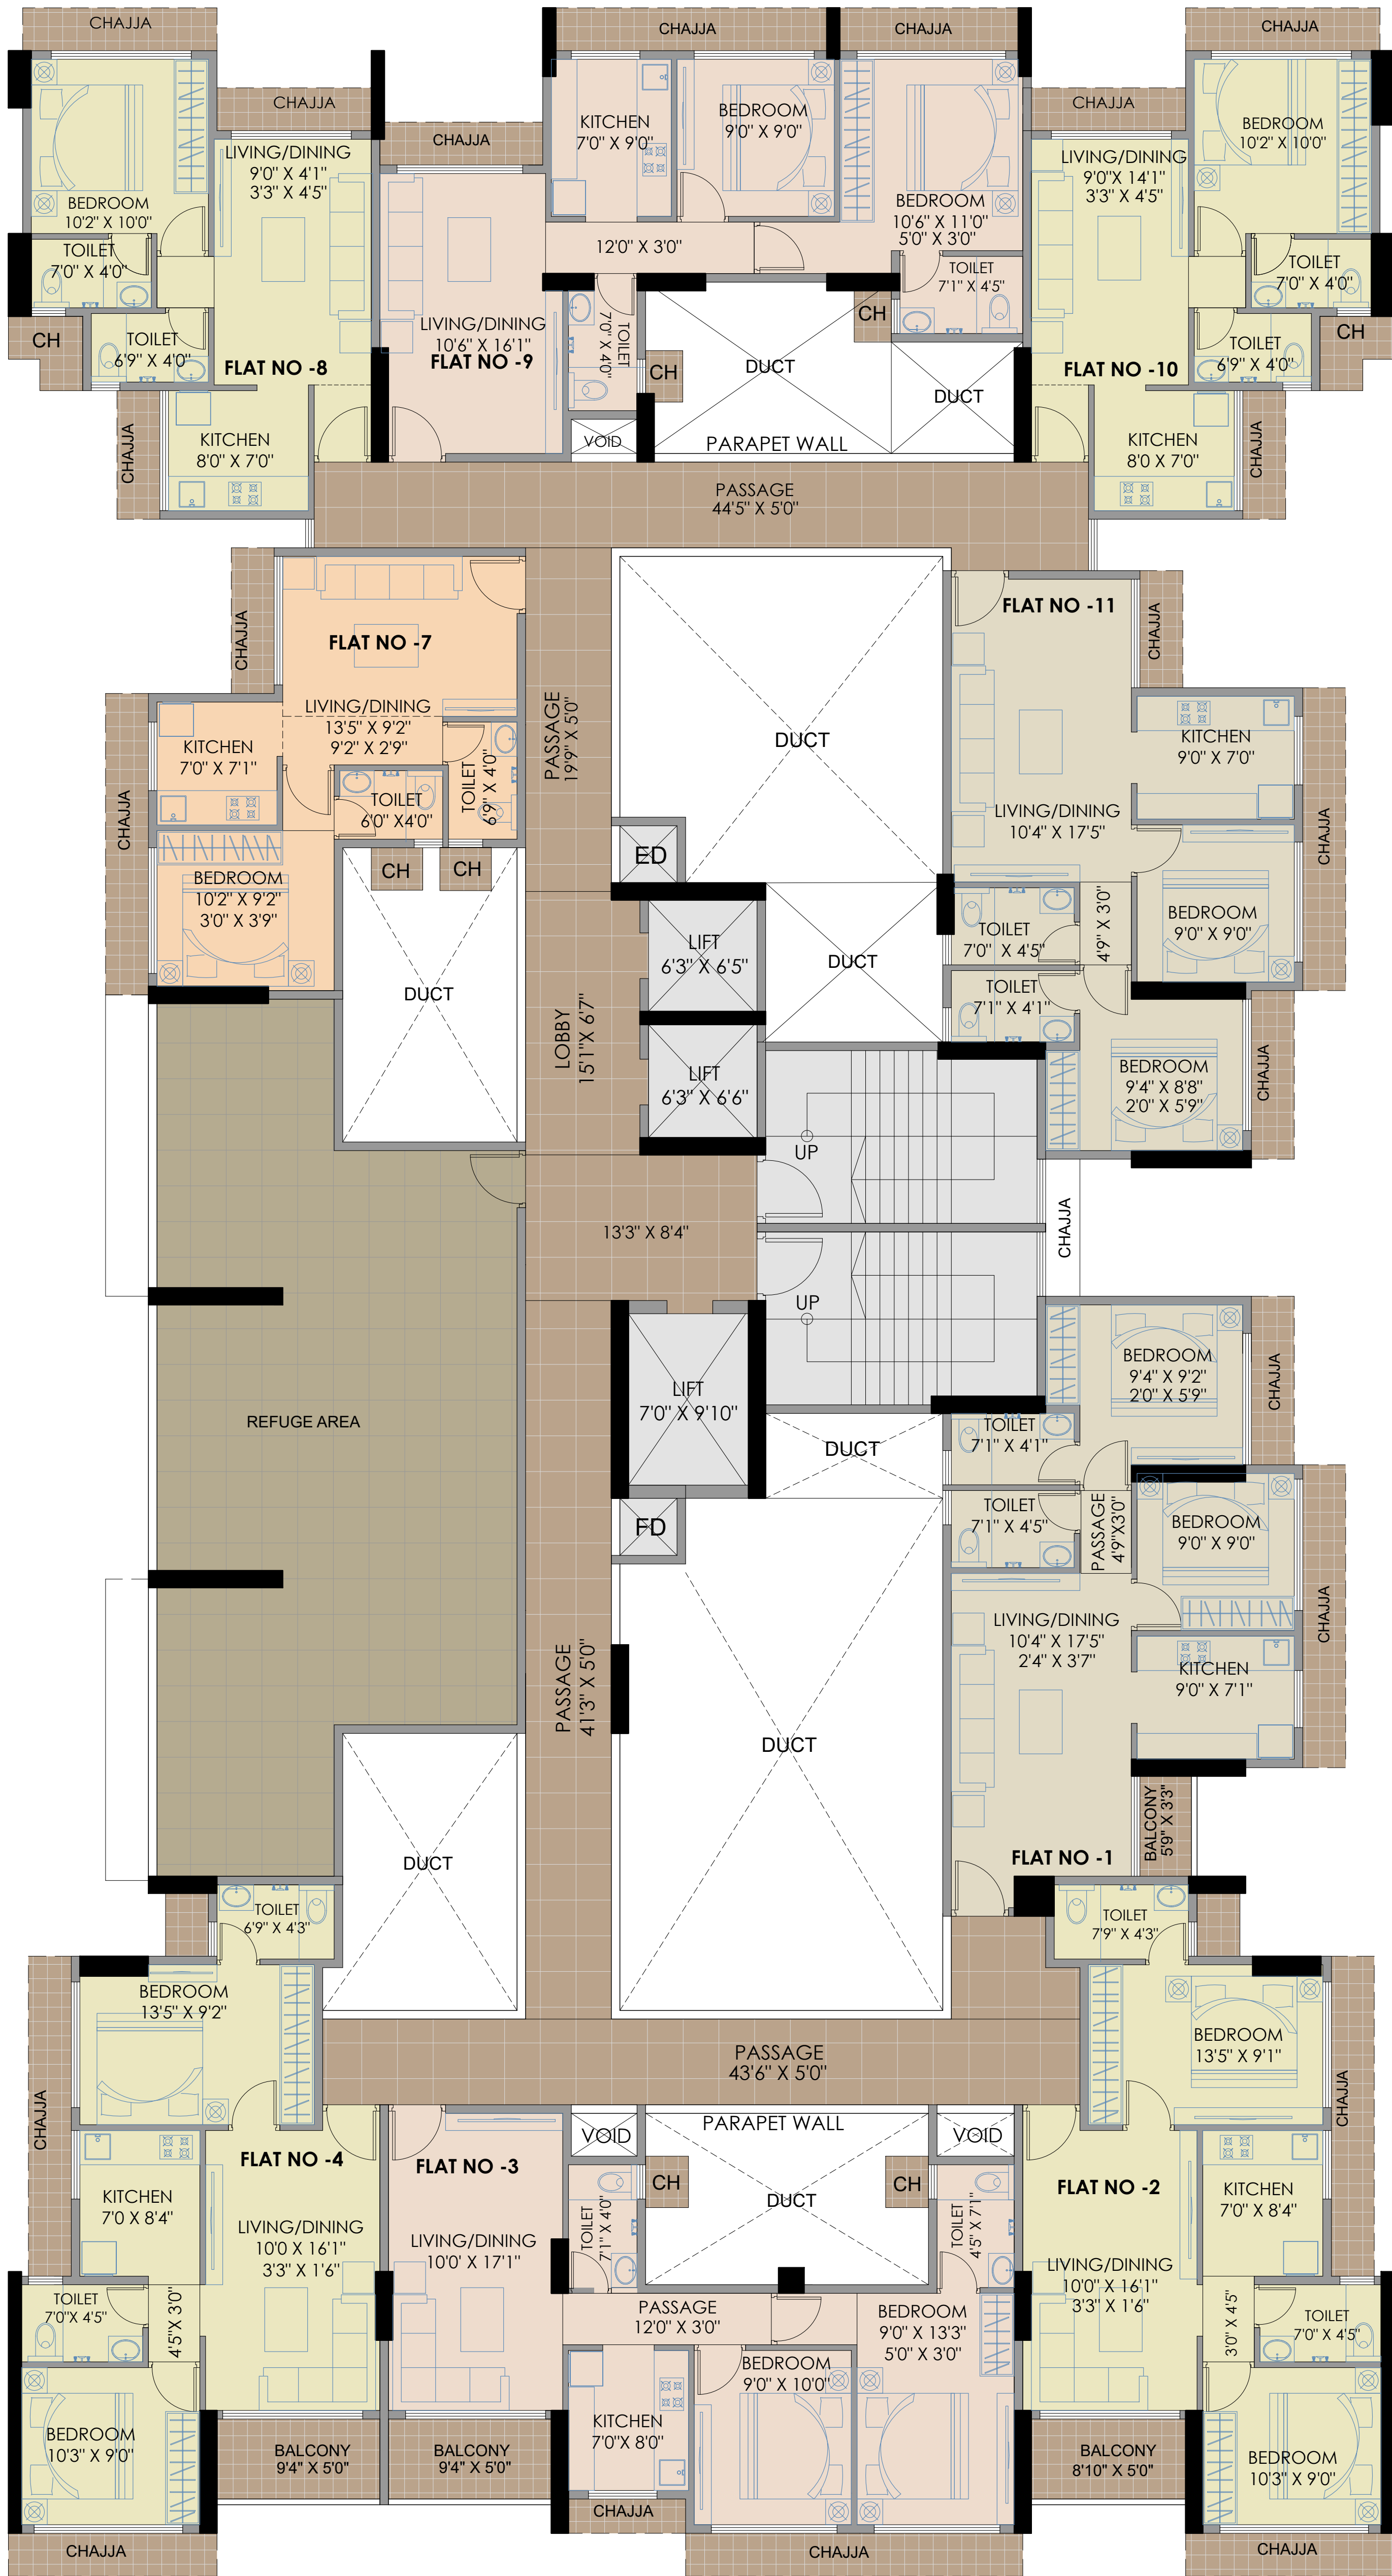 CHAJJA
CHAJJA
CHAJJA
CHAJJA
CHAJJA
CHAJJA
CHAJJA
BEDROOM
10'2" X 10'0"
LIVING/DINING
9'0" X 4'1"
3'3" X 4'5"
TOILET
7'0" X 4'0"
CH
TOILET
6'9" X 4'0"
FLAT NO -8
CHAJJA
KITCHEN
8'0" X 7'0"
KITCHEN
7'0" X 9'0"
BEDROOM
9'0" X 9'0"
BEDROOM
10'6" X 11'0"
5'0" X 3'0"
12'0" X 3'0"
TOILET
7'1" X 4'5"
LIVING/DINING
10'6" X 16'1"
FLAT NO -9
TOILET
7'0" X 4'0"
CH
CH
DUCT
DUCT
VOID
PARAPET WALL
LIVING/DINING
9'0"X 14'1"
3'3" X 4'5"
BEDROOM
10'2" X 10'0"
TOILET
7'0" X 4'0"
CH
TOILET
6'9" X 4'0"
FLAT NO -10
KITCHEN
8'0 X 7'0"
CHAJJA
PASSAGE
44'5" X 5'0"
FLAT NO -7
CHAJJA
LIVING/DINING
13'5" X 9'2"
9'2" X 2'9"
KITCHEN
7'0" X 7'1"
CHAJJA
TOILET
6'0" X4'0"
TOILET
6'9" X 4'0"
CH
CH
BEDROOM
10'2" X 9'2"
3'0" X 3'9"
DUCT
PASSAGE
19'9" X 5'0"
DUCT
ED
LIFT
6'3" X 6'5"
DUCT
LOBBY
15'1"X 6'7"
LIFT
6'3" X 6'6"
FLAT NO -11
CHAJJA
KITCHEN
9'0" X 7'0"
LIVING/DINING
10'4" X 17'5"
CHAJJA
TOILET
7'0" X 4'5"
4'9" X 3'0"
BEDROOM
9'0" X 9'0"
TOILET
7'1" X 4'1"
BEDROOM
9'4" X 8'8"
2'0" X 5'9"
CHAJJA
UP
13'3" X 8'4"
CHAJJA
UP
REFUGE AREA
LIFT
7'0" X 9'10"
DUCT
FD
BEDROOM
9'4" X 9'2"
2'0" X 5'9"
CHAJJA
TOILET
7'1" X 4'1"
TOILET
7'1" X 4'5"
PASSAGE
4'9"X3'0"
BEDROOM
9'0" X 9'0"
CHAJJA
LIVING/DINING
10'4" X 17'5"
2'4" X 3'7"
KITCHEN
9'0" X 7'1"
PASSAGE
41'3" X 5'0"
DUCT
BALCONY
5'9" X 3'3"
FLAT NO -1
DUCT
TOILET
6'9" X 4'3"
TOILET
7'9" X 4'3"
BEDROOM
13'5" X 9'2"
BEDROOM
13'5" X 9'1"
PASSAGE
43'6" X 5'0"
CHAJJA
CHAJJA
FLAT NO -4
KITCHEN
7'0 X 8'4"
LIVING/DINING
10'0 X 16'1"
3'3" X 1'6"
TOILET
7'0"X 4'5"
4'5"X 3'0"
BEDROOM
10'3" X 9'0"
BALCONY
9'4" X 5'0"
CHAJJA
FLAT NO -3
LIVING/DINING
10'0' X 17'1"
BALCONY
9'4" X 5'0"
VOID
PARAPET WALL
VOID
TOILET
7'1" X 4'0"
CH
DUCT
CH
TOILET
4'5" X 7'1"
PASSAGE
12'0" X 3'0"
BEDROOM
9'0" X 13'3"
5'0" X 3'0"
BEDROOM
9'0" X 10'0"
KITCHEN
7'0"X 8'0"
CHAJJA
CHAJJA
FLAT NO -2
KITCHEN
7'0" X 8'4"
LIVING/DINING
10'0" X 16'1"
3'3" X 1'6"
3'0" X 4'5"
TOILET
7'0" X 4'5"
BALCONY
8'10" X 5'0"
BEDROOM
10'3" X 9'0"
CHAJJA